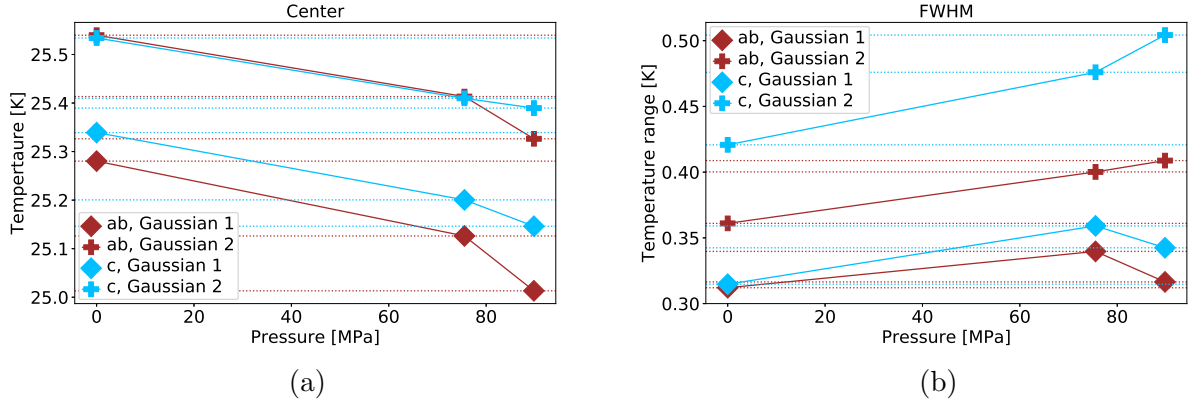 Center
Tempertaure [K]
25.5
25.4
25.3
25.2
25.1
25.0
ab, Gaussian 1
ab, Gaussian 2
c, Gaussian 1
c, Gaussian 2
0 20 40 60 80
Pressure [MPa]
(a)
FWHM
Temperature range [K]
0.50
0.45
0.40
0.35
0.30
ab, Gaussian 1
ab, Gaussian 2
c, Gaussian 1
c, Gaussian 2
0 20 40 60 80
Pressure [MPa]
(b)